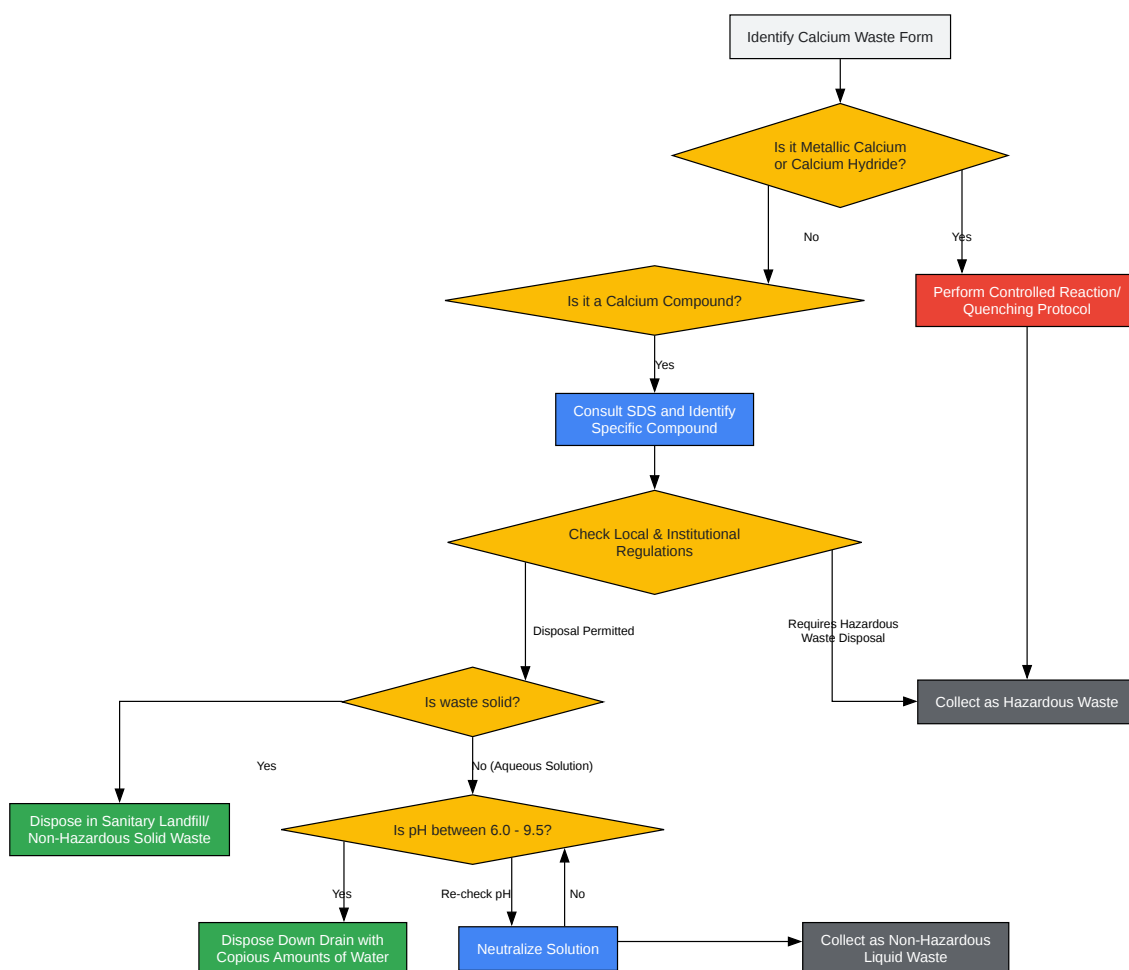 Identify Calcium Waste Form
Is it Metallic Calcium
or Calcium Hydride?
No
Yes
Is it a Calcium Compound?
Perform Controlled Reaction/
Quenching Protocol
Yes
Consult SDS and Identify
Specific Compound
Check Local & Institutional
Regulations
Disposal Permitted
Requires Hazardous
Waste Disposal
Is waste solid?
Collect as Hazardous Waste
Yes
No (Aqueous Solution)
Dispose in Sanitary Landfill/
Non-Hazardous Solid Waste
Is pH between 6.0 - 9.5?
Yes
Re-check pH
No
Dispose Down Drain with
Copious Amounts of Water
Neutralize Solution
Collect as Non-Hazardous
Liquid Waste